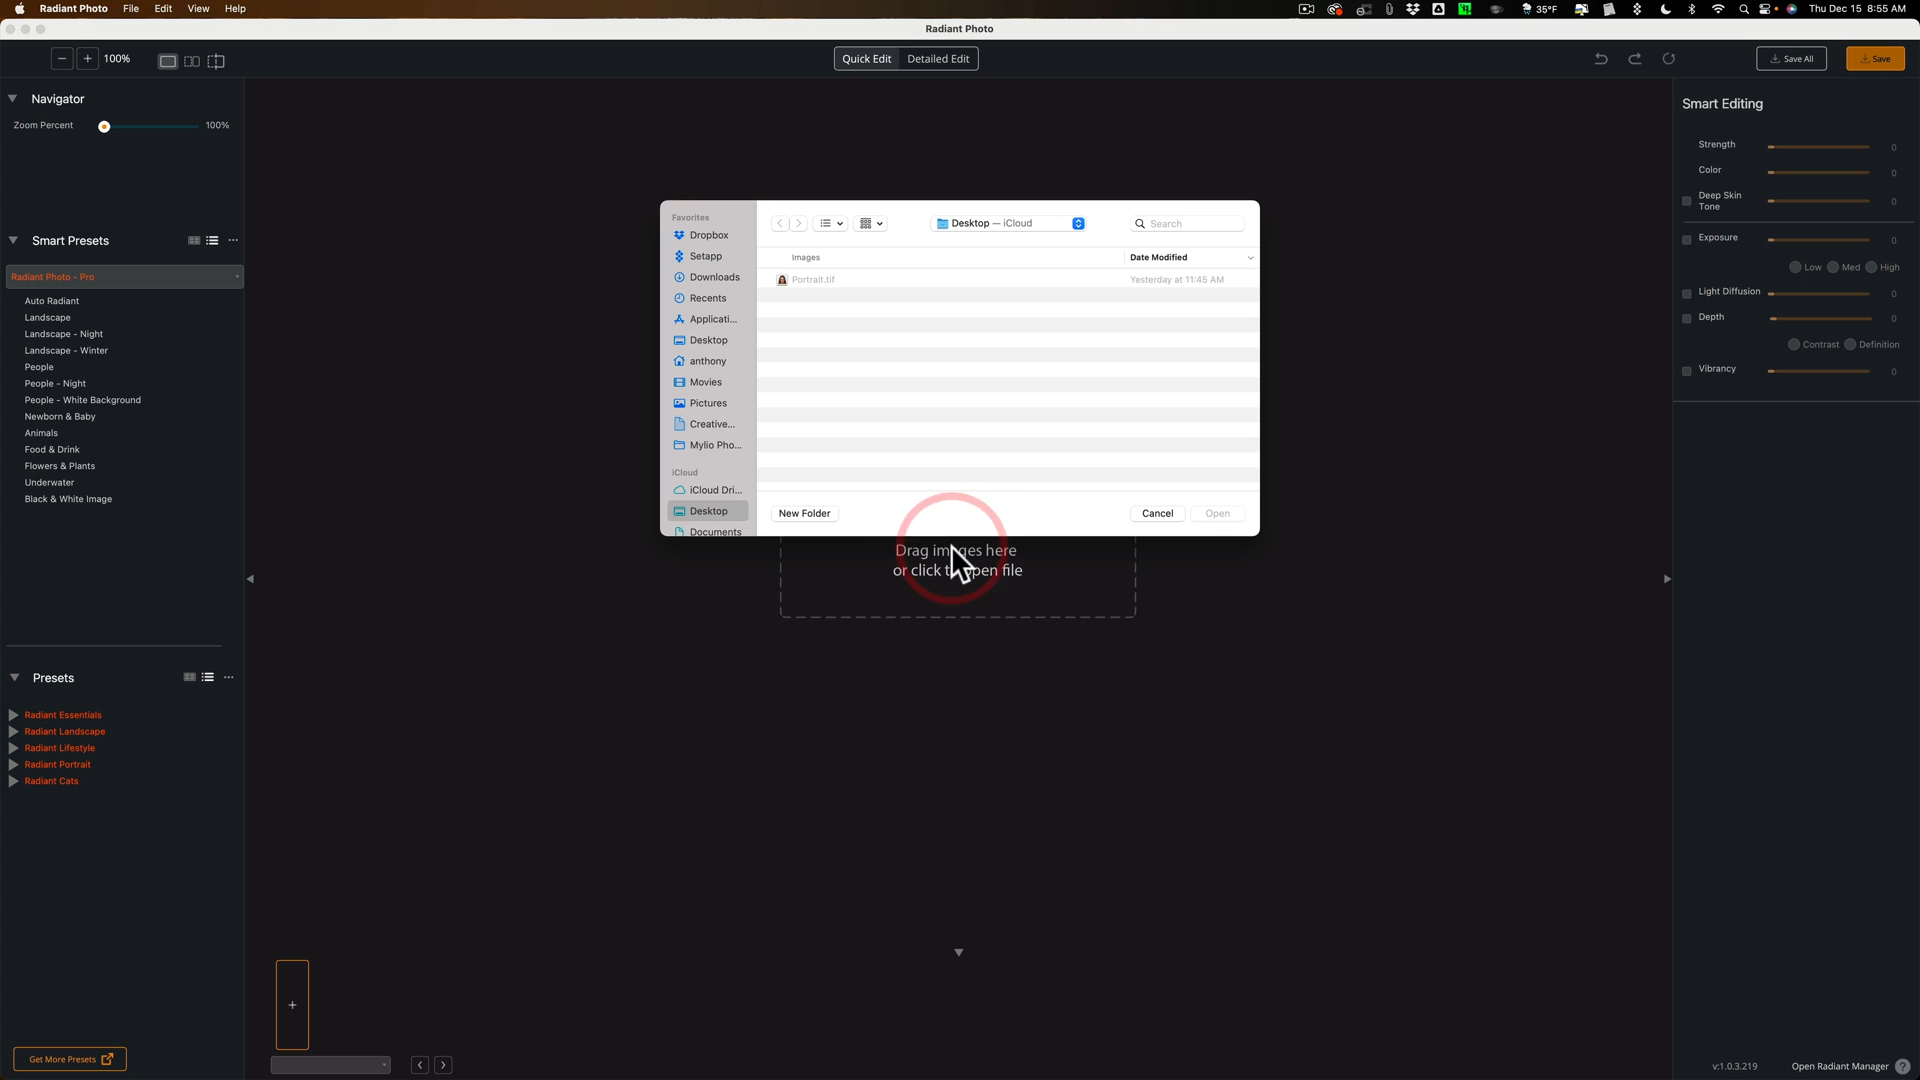 Radiant Photo File Edit View Help
35°F Thu Dec 15 8:55 AM
Radiant Photo
100%
Quick Edit Detailed Edit
Save All Save
Navigator
Zoom Percent 100%
Smart Presets
Radiant Photo - Pro
Auto Radiant
Landscape
Landscape - Night
Landscape - Winter
People
People - Night
People - White Background
Newborn & Baby
Animals
Food & Drink
Flowers & Plants
Underwater
Black & White Image
Presets
Radiant Essentials
Radiant Landscape
Radiant Lifestyle
Radiant Portrait
Radiant Cats
Get More Presets
Favorites
Dropbox
Setapp
Downloads
Recents
Applicati...
Desktop
anthony
Movies
Pictures
Creative...
Mylio Pho...
iCloud
iCloud Dri...
Desktop
Documents
Desktop — iCloud
Search
Images Date Modified
Portrait.tif Yesterday at 11:45 AM
New Folder Cancel Open
Drag images here
or click to open file
Smart Editing
Strength 0
Color 0
Deep Skin
Tone 0
Exposure 0
Low Med High
Light Diffusion 0
Depth 0
Contrast Definition
Vibrancy 0
v:1.0.3.219 Open Radiant Manager ?